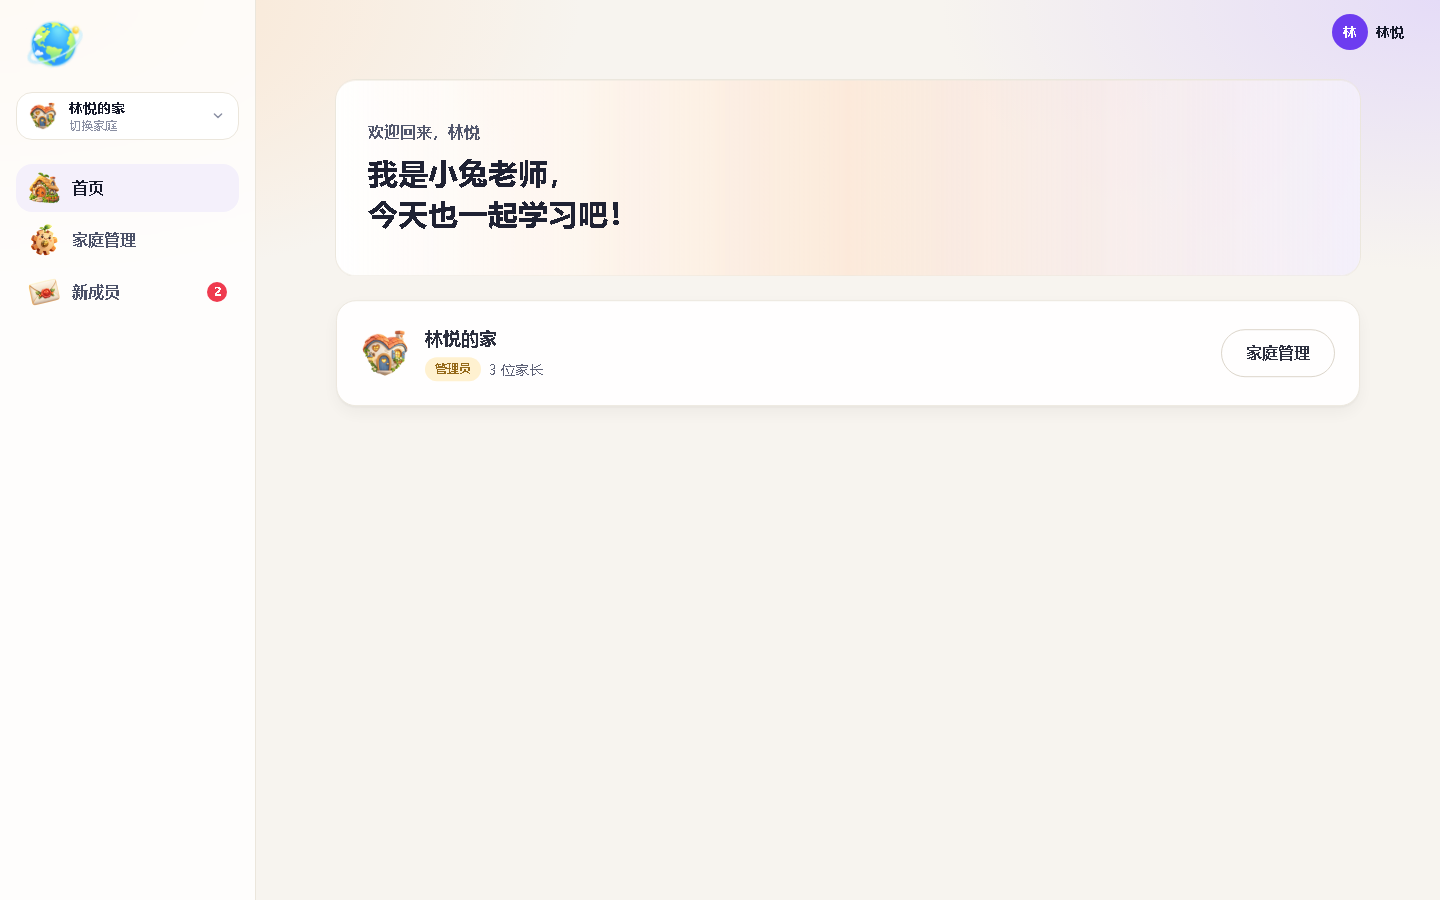 林悦的家
切换家庭
首页
家庭管理
新成员
2
林
林悦
欢迎回来，林悦
我是小兔老师，
今天也一起学习吧！
林悦的家
管理员
3 位家长
家庭管理